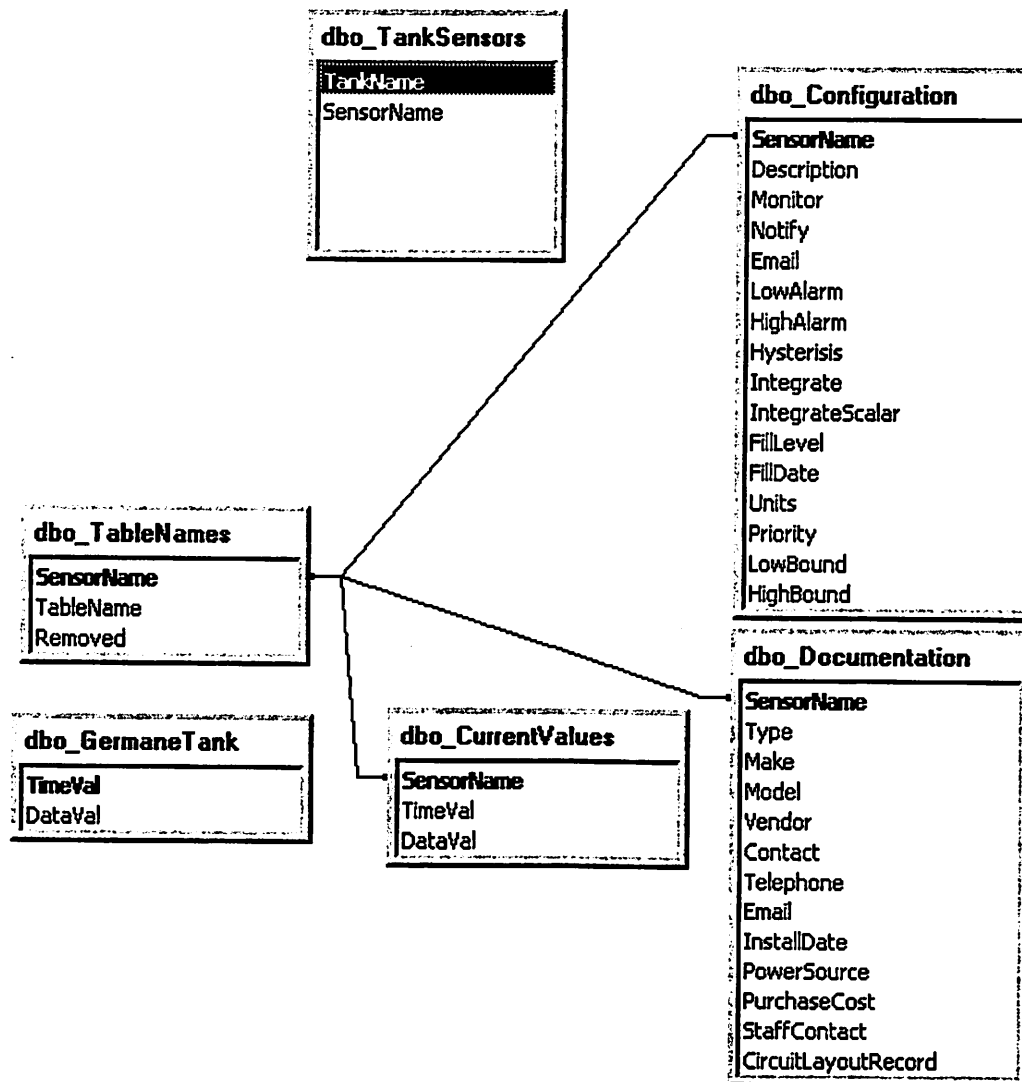 dbo_TankSensors
TankName
SensorName
dbo_Configuration
SensorName
Description
Monitor
Notify
Email
LowAlarm
HighAlarm
Hysterisis
Integrate
IntegrateScalar
FillLevel
FillDate
Units
Priority
LowBound
HighBound
dbo_TableNames
SensorName
TableName
Removed
dbo_GermaneTank
TimeVal
DataVal
dbo_CurrentValues
SensorName
TimeVal
DataVal
dbo_Documentation
SensorName
Type
Make
Model
Vendor
Contact
Telephone
Email
InstallDate
PowerSource
PurchaseCost
StaffContact
CircuitLayoutRecord